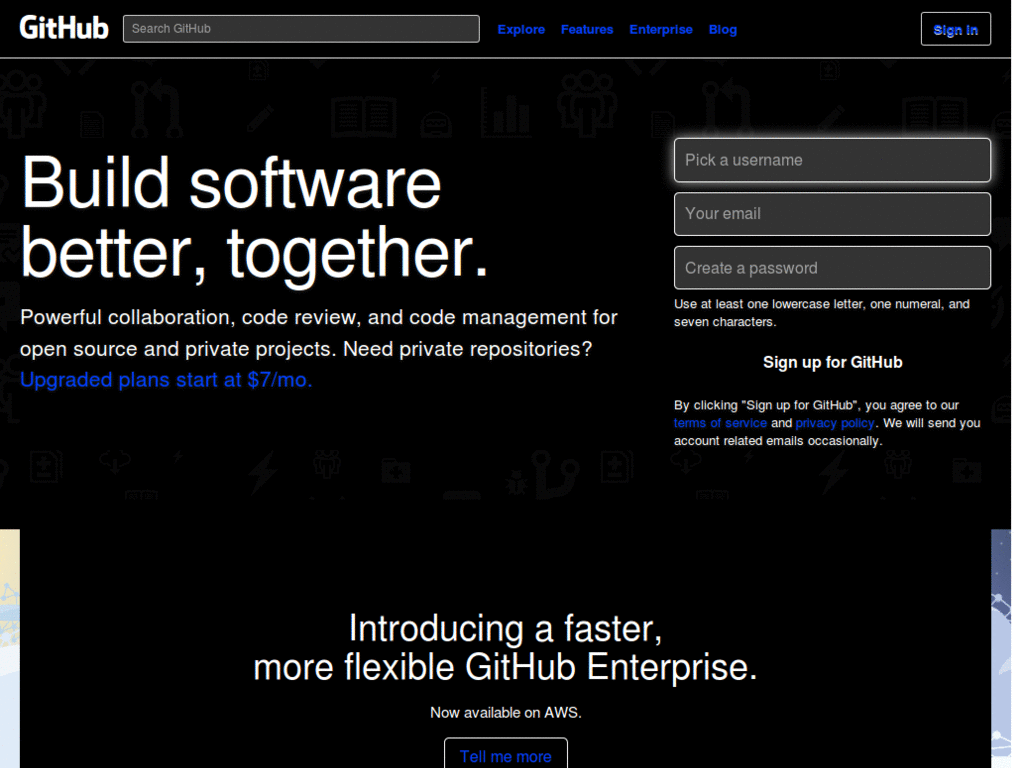 GitHub
Search GitHub
Explore Features Enterprise Blog
Sign in
Build software
better, together.
Powerful collaboration, code review, and code management for
open source and private projects. Need private repositories?
Upgraded plans start at $7/mo.
Pick a username
Your email
Create a password
Use at least one lowercase letter, one numeral, and
seven characters.
Sign up for GitHub
By clicking "Sign up for GitHub", you agree to our
terms of service and privacy policy. We will send you
account related emails occasionally.
Introducing a faster,
more flexible GitHub Enterprise.
Now available on AWS.
Tell me more